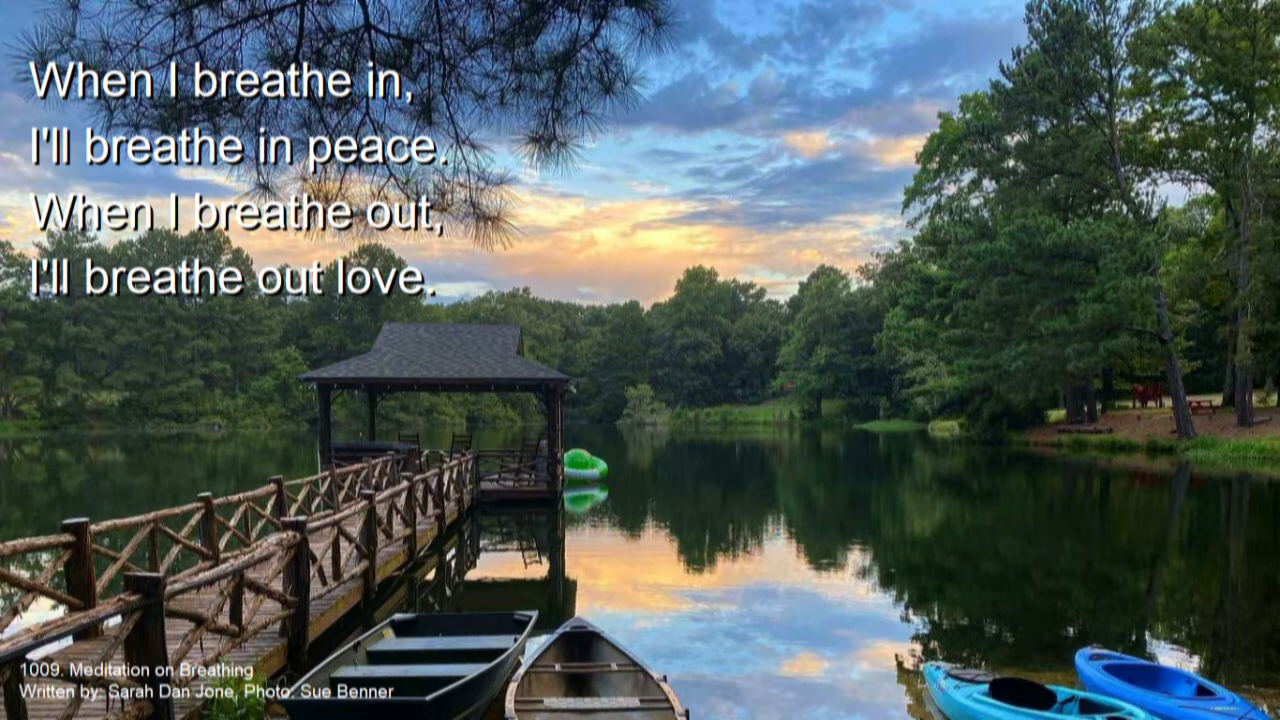 When I breathe in,
I'll breathe in peace.
When I breathe out,
I'll breathe out love.
1009. Meditation on Breathing
Written by: Sarah Dan Jone, Photo: Sue Benner